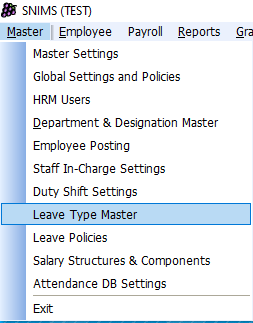 SNIMS (TEST)
Master Employee Payroll Reports Gra
Master Settings
Global Settings and Policies
HRM Users
Department & Designation Master
Employee Posting
Staff In-Charge Settings
Duty Shift Settings
Leave Type Master
Leave Policies
Salary Structures & Components
Attendance DB Settings
Exit